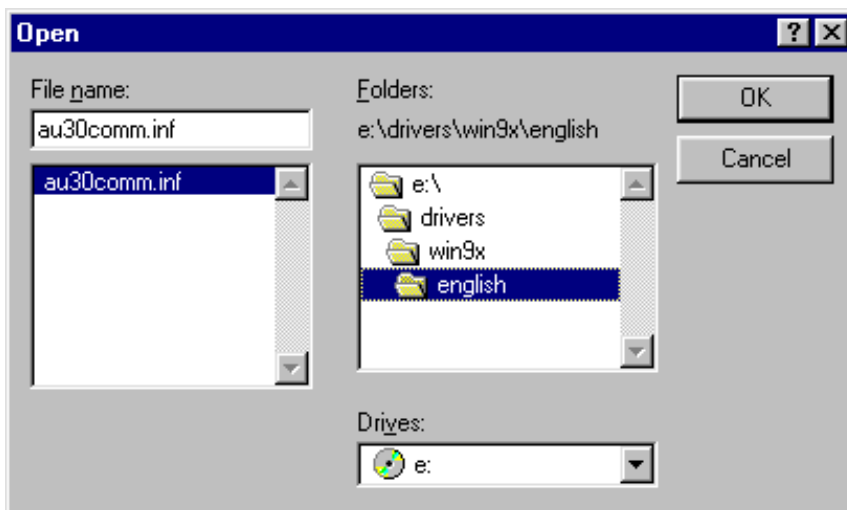 Open
File name:
au30comm.inf
au30comm.inf
Folders:
e:\drivers\win9x\english
e:\
drivers
win9x
english
Drives:
e:
OK
Cancel